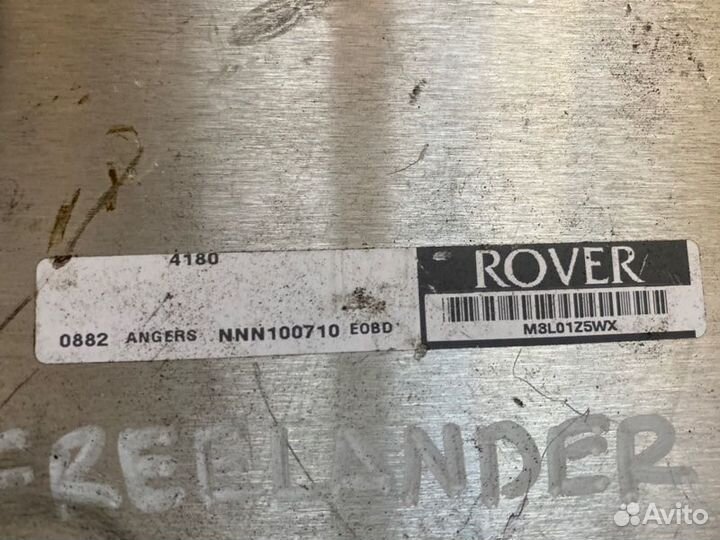 4180
0882 ANGERS NNN100710 EOBD
ROVER
M8L01Z5WX
FREELANDER
Avito